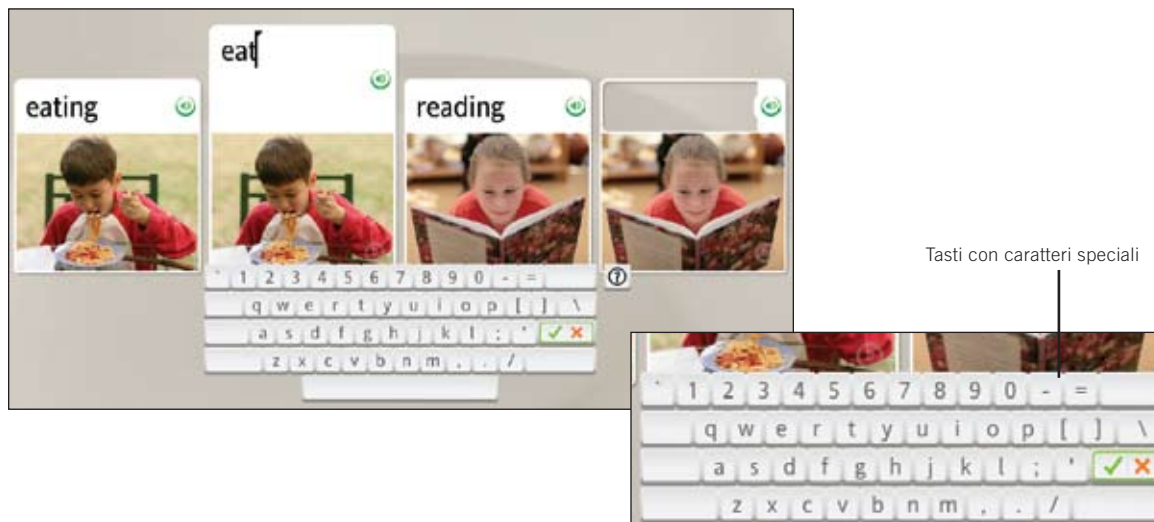 eat
eating
reading
` 1 2 3 4 5 6 7 8 9 0 - =
q w e r t y u i o p [ ] \
a s d f g h j k l ; '
z x c v b n m , . /
?
Tasti con caratteri speciali
` 1 2 3 4 5 6 7 8 9 0 - =
q w e r t y u i o p [ ] \
a s d f g h j k l ; '
z x c v b n m , . /